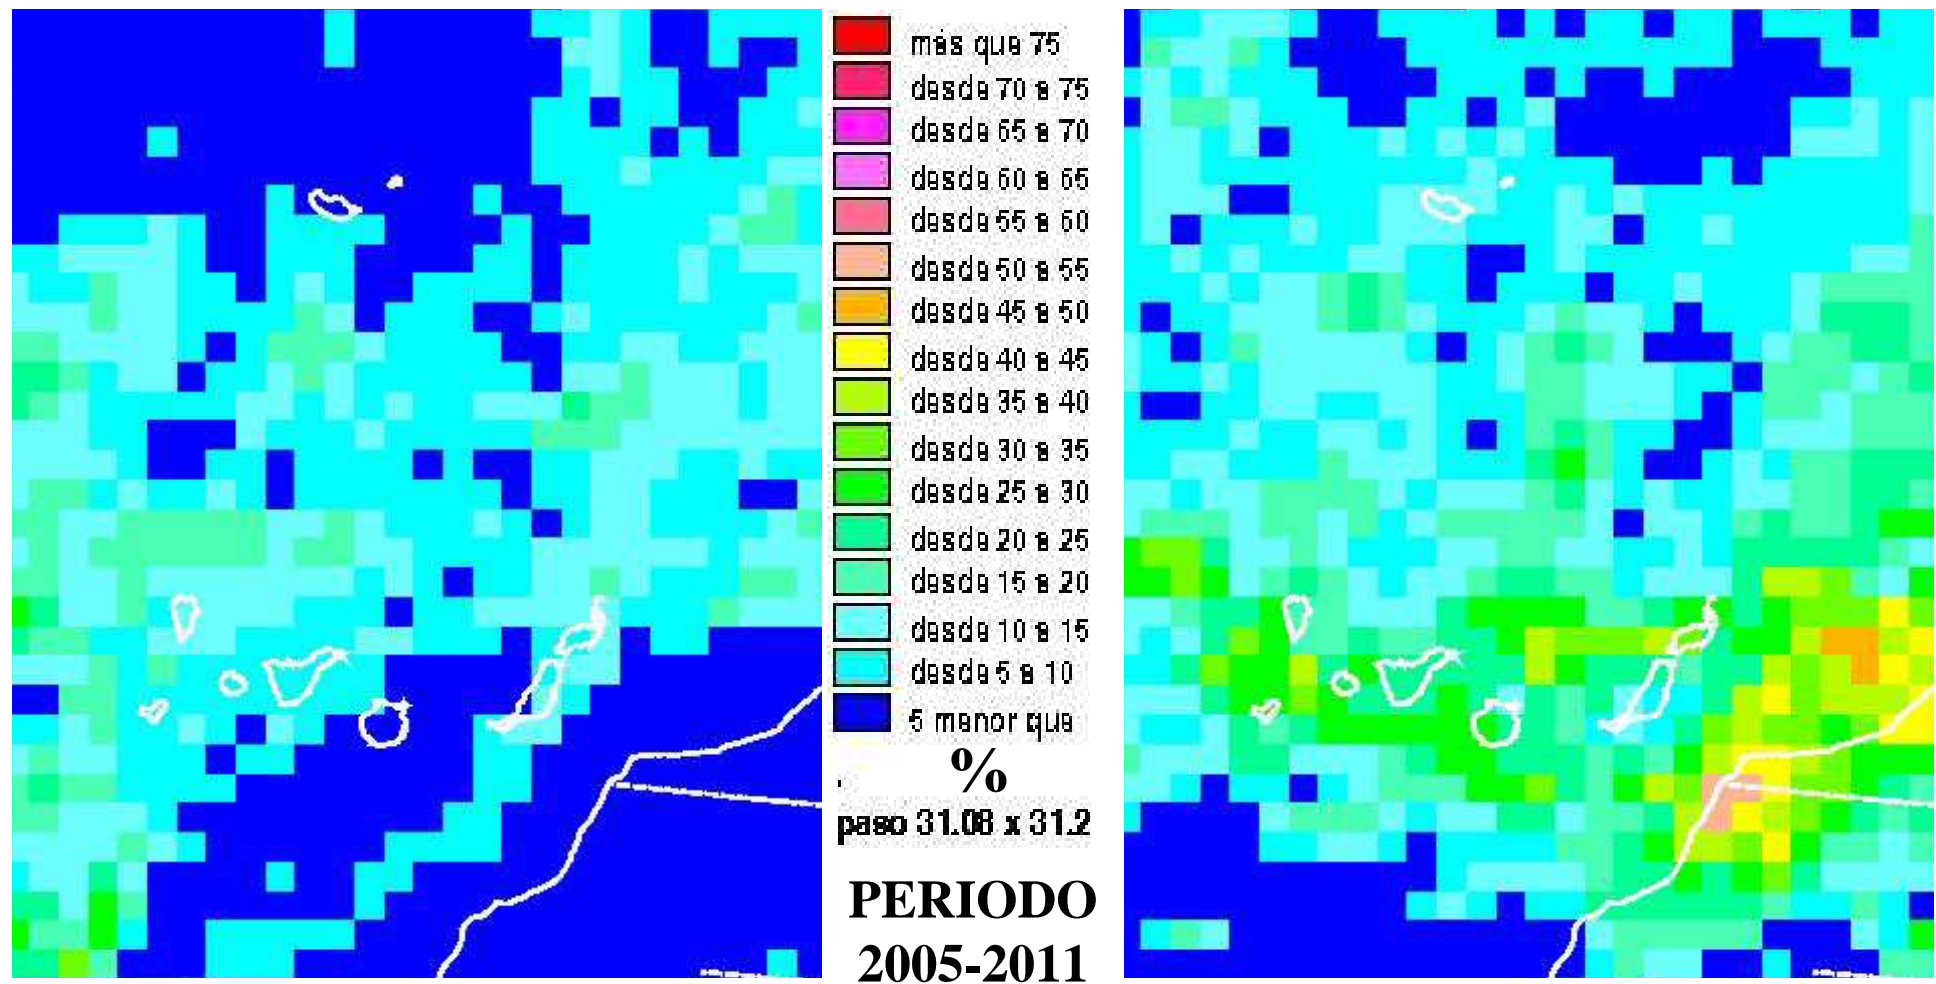 más que 75
desde 70 a 75
desde 65 a 70
desde 60 a 65
desde 55 a 60
desde 50 a 55
desde 45 a 50
desde 40 a 45
desde 35 a 40
desde 30 a 35
desde 25 a 30
desde 20 a 25
desde 15 a 20
desde 10 a 15
desde 5 a 10
5 menor que
%
paso 31.08 x 31.2
PERIODO
2005-2011